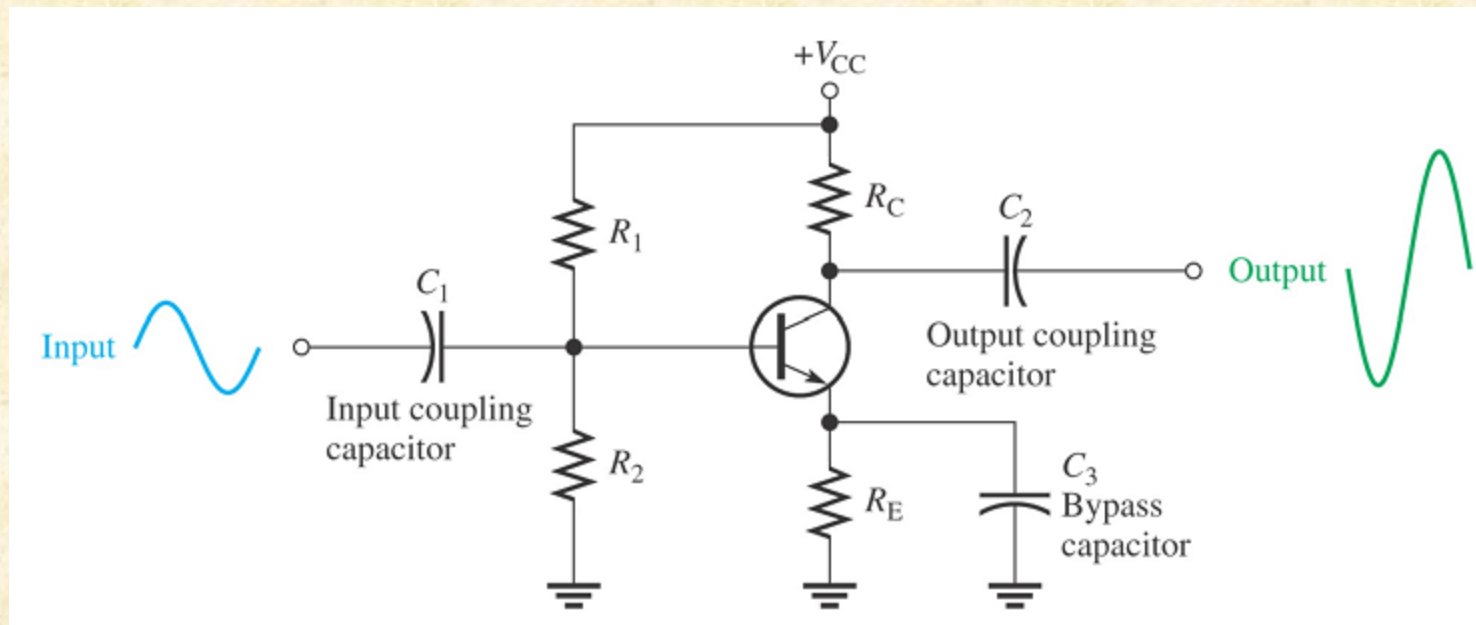 +VCC
R1
RC
C2
C1
Input
Output
Output coupling
capacitor
Input coupling
capacitor
R2
RE
C3
Bypass
capacitor